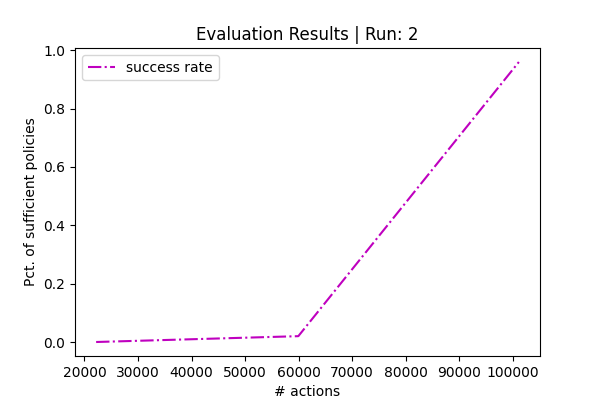 Evaluation Results | Run: 2
success rate
Pct. of sufficient policies
1.0
0.8
0.6
0.4
0.2
0.0
20000 30000 40000 50000 60000 70000 80000 90000 100000
# actions